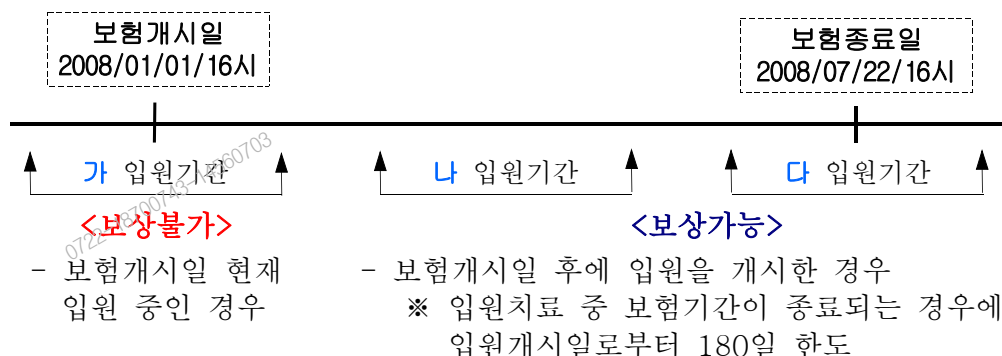 보험개시일
2008/01/01/16시
보험종료일
2008/07/22/16시
가 입원기간
나 입원기간
다 입원기간
<보상불가>
<보상가능>
- 보험개시일 현재
입원 중인 경우
- 보험개시일 후에 입원을 개시한 경우
※ 입원치료 중 보험기간이 종료되는 경우에
입원개시일로부터 180일 한도